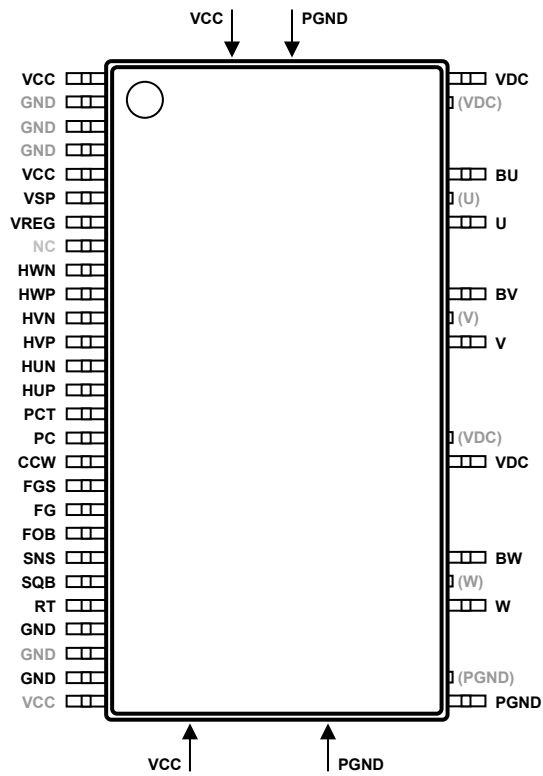 VCC PGND
VCC VDC
GND (VDC)
GND
GND
VCC BU
VSP (U)
VREG U
NC
HWN
HWP BV
HVN (V)
HVP V
HUN
HUP
PCT
PC (VDC)
CCW VDC
FGS
FG
FOB
SNS BW
SQB (W)
RT W
GND
GND
GND (PGND)
VCC PGND
VCC PGND